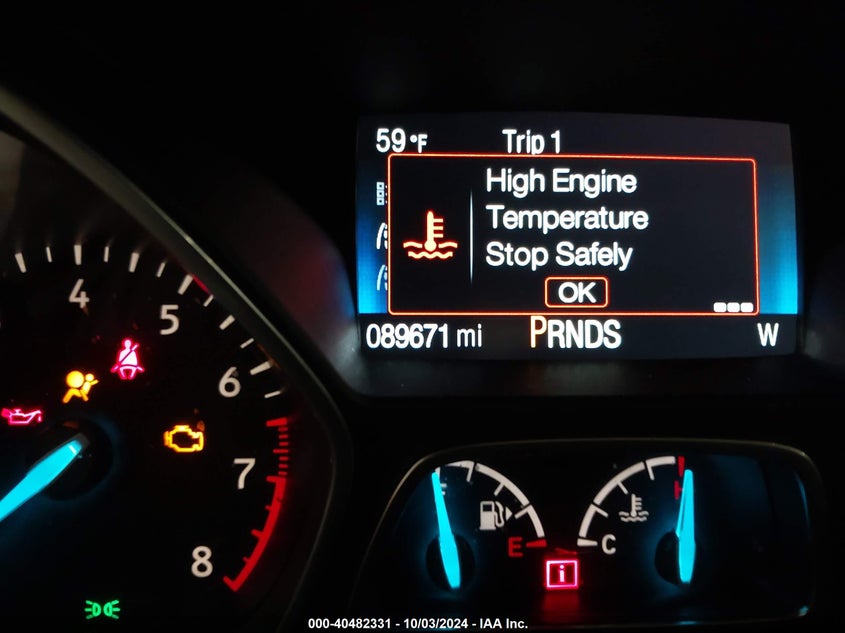 59°F Trip 1
High Engine
Temperature
Stop Safely
OK
089671 mi PRNDS W
4
5
6
7
8
F E
C H
i
000-40482331 - 10/03/2024 - IAA Inc.